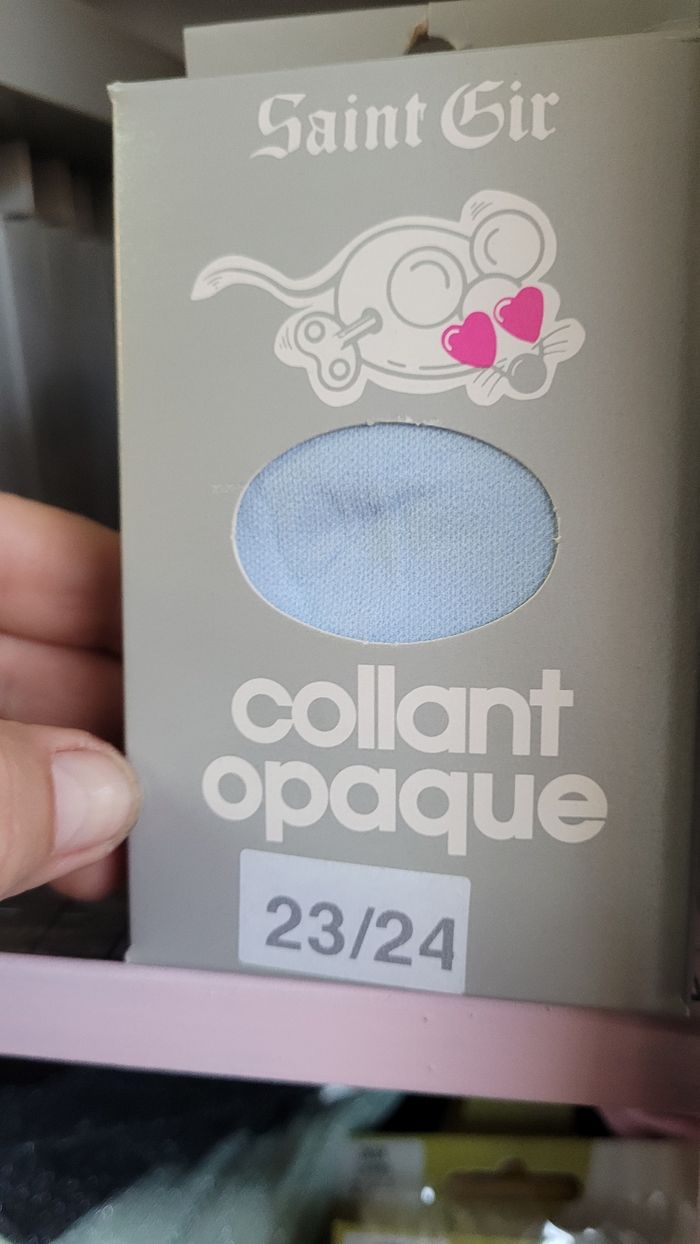 Saint Gir
collant
opaque
23/24